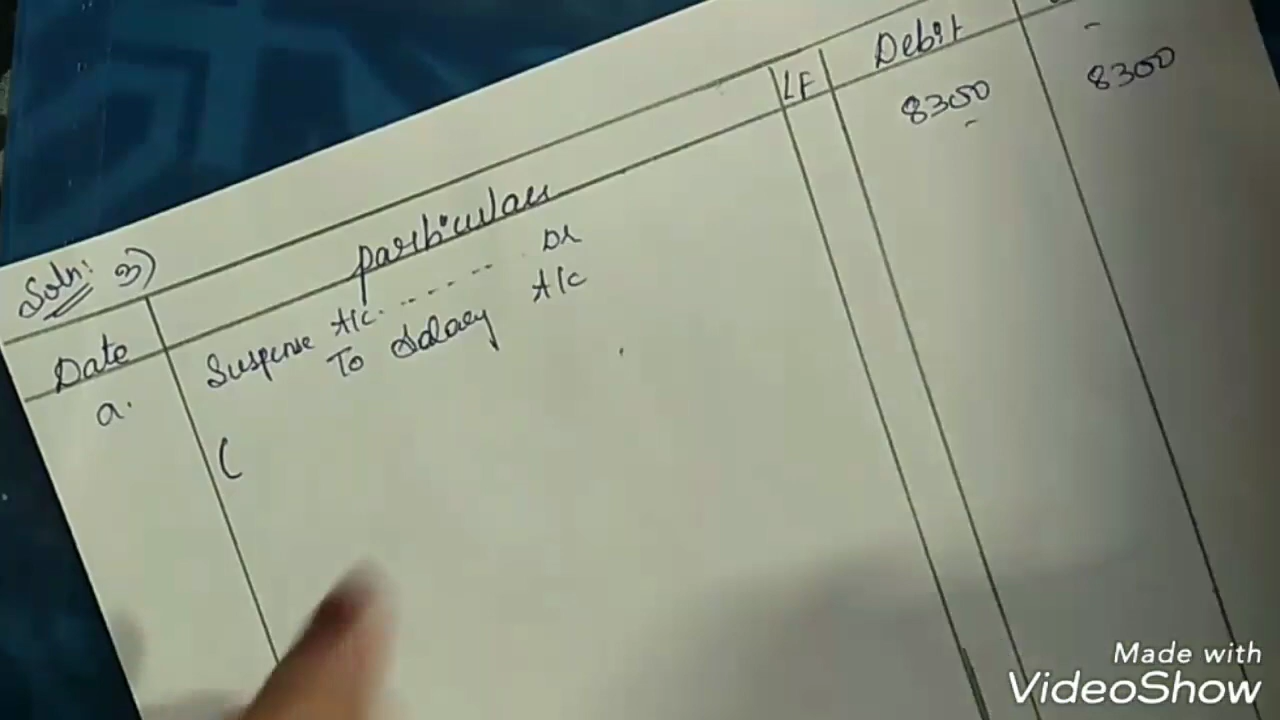 Soln: 3)
Date particulars LF Debit
a. Suspense A/c. ------- Dr 8300 8300
To Salary A/c
(
Made with
VideoShow